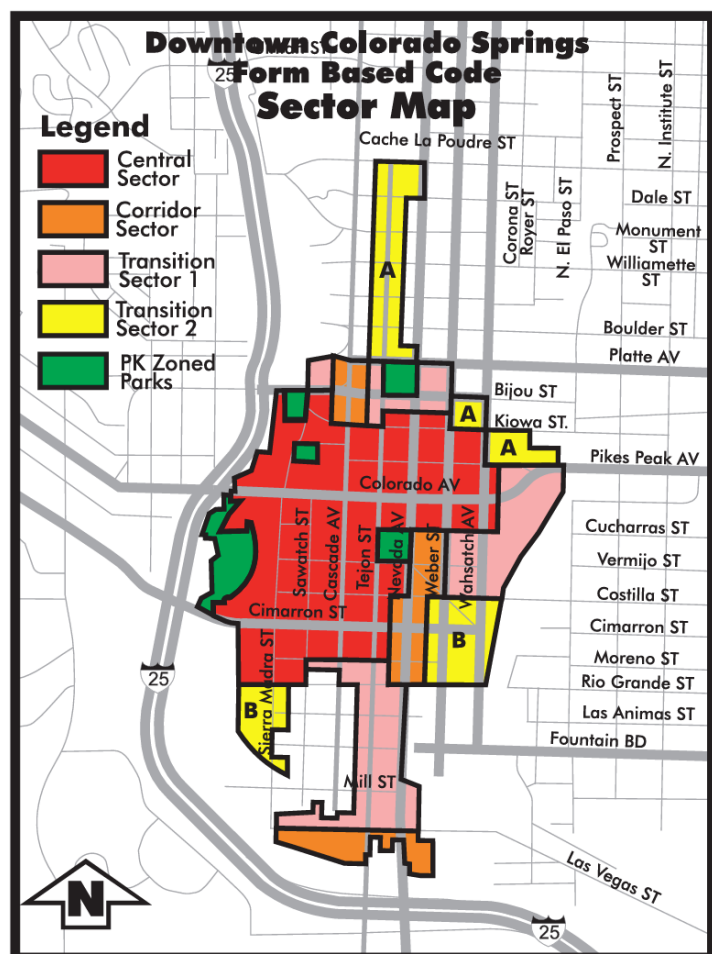 Downtown Colorado Springs
Form Based Code
Sector Map
25
Legend
Central
Sector
Corridor
Sector
Transition
Sector 1
Transition
Sector 2
PK Zoned
Parks
Cache La Poudre ST
Prospect ST
N. Institute ST
Corona ST
Royer ST
N. El Paso ST
Dale ST
Monument
ST
Williamette
ST
A
Boulder ST
Platte AV
Bijou ST
A
Kiowa ST.
A
Pikes Peak AV
Colorado AV
Sawatch ST
Cascade AV
Tejon ST
Nevada AV
Weber ST
Wahsatch AV
Cucharras ST
Vermijo ST
Costilla ST
Cimarron ST
Cimarron ST
B
Moreno ST
25
Rio Grande ST
Sierra Madra ST
B
Las Animas ST
Fountain BD
Mill ST
Las Vegas ST
N
25